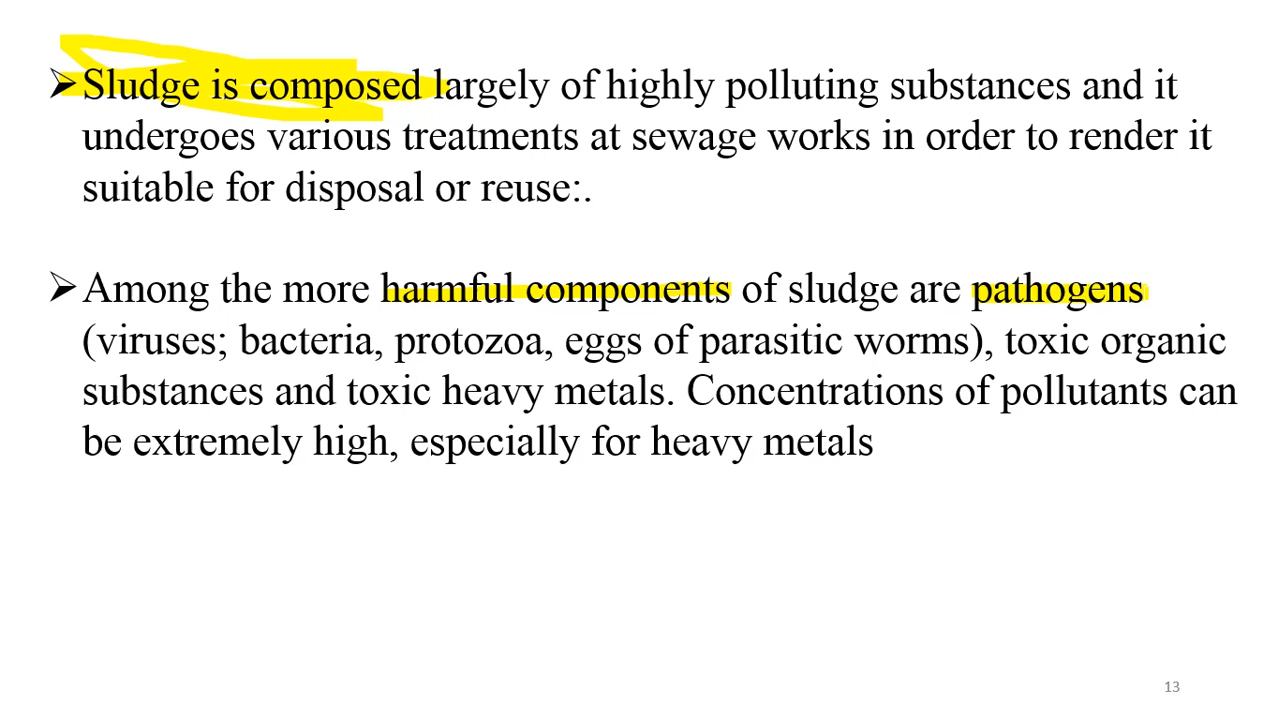 ➢Sludge is composed largely of highly polluting substances and it
undergoes various treatments at sewage works in order to render it
suitable for disposal or reuse:.
➢Among the more harmful components of sludge are pathogens
(viruses; bacteria, protozoa, eggs of parasitic worms), toxic organic
substances and toxic heavy metals. Concentrations of pollutants can
be extremely high, especially for heavy metals
13